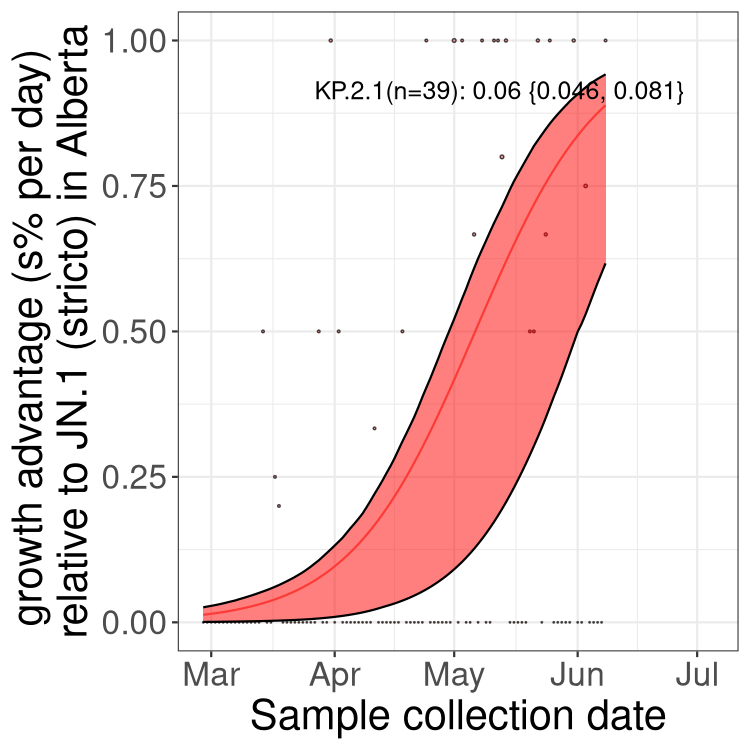 growth advantage (s% per day)
relative to JN.1 (stricto) in Alberta
1.00
0.75
0.50
0.25
0.00
KP.2.1(n=39): 0.06 {0.046, 0.081}
Mar Apr May Jun Jul
Sample collection date